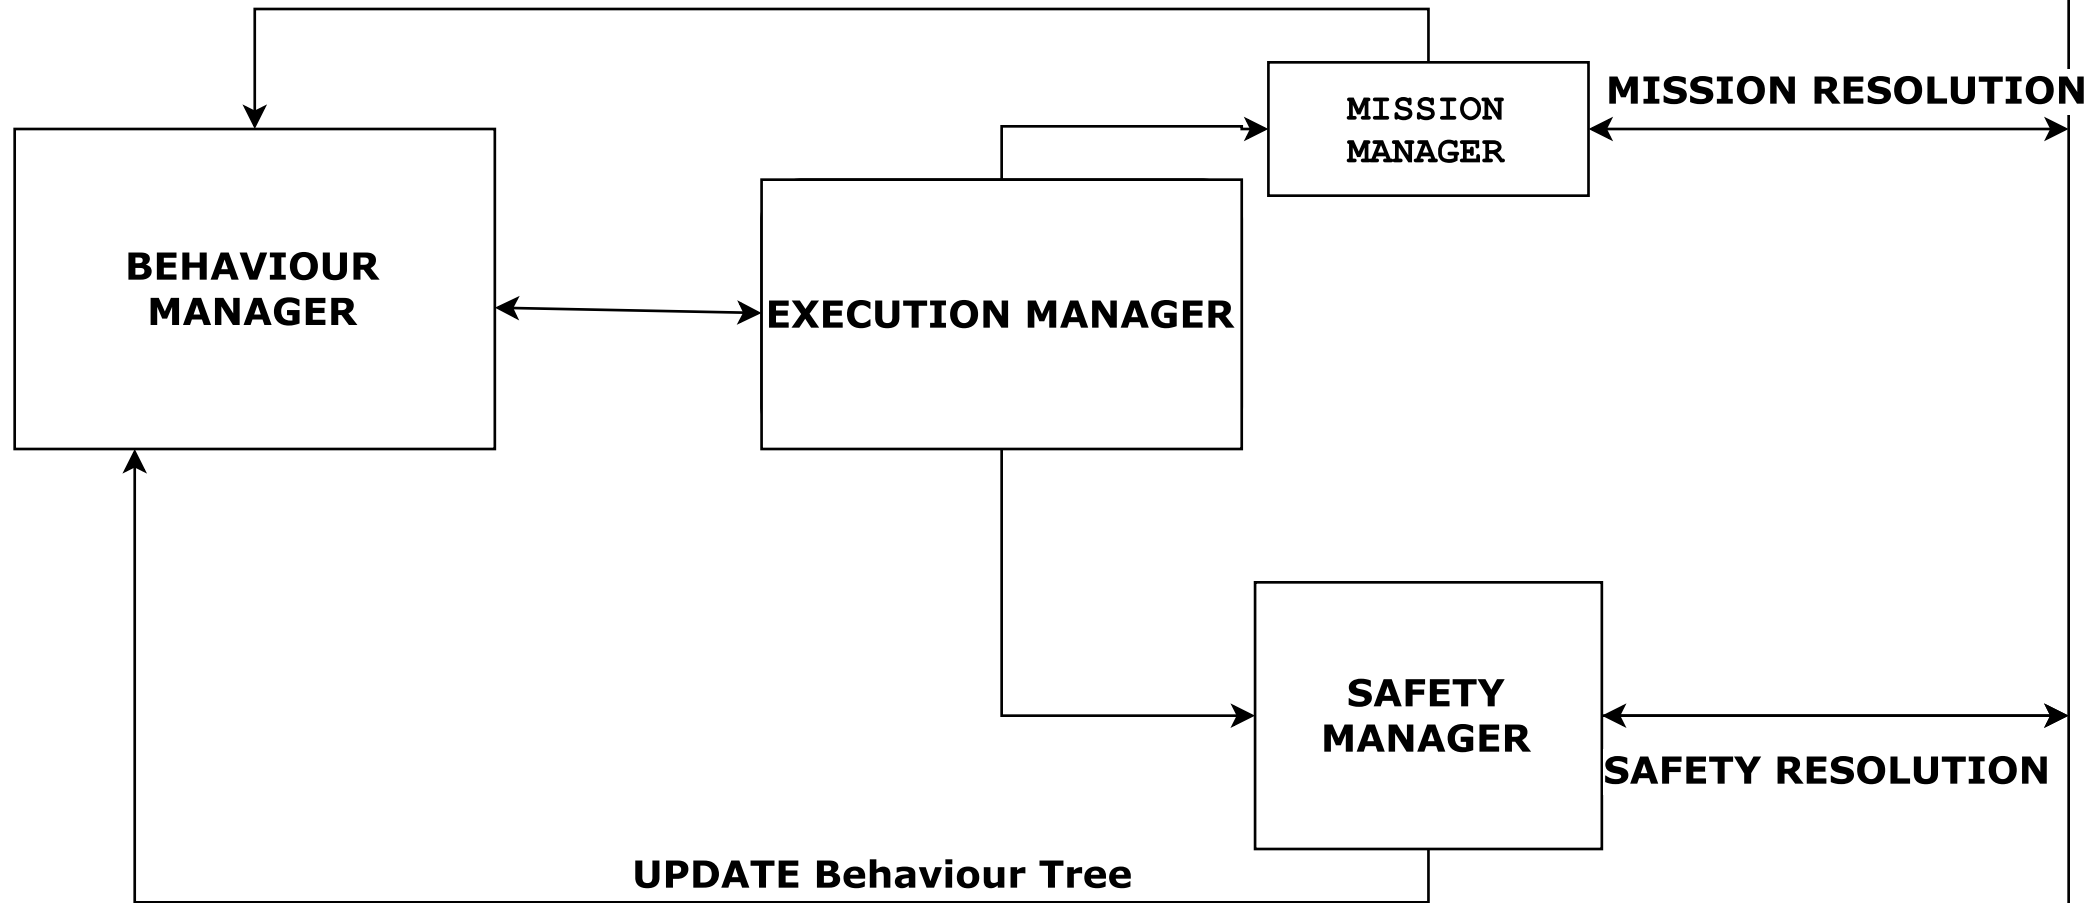 MISSION RESOLUTION
MISSION
MANAGER
BEHAVIOUR
MANAGER
EXECUTION MANAGER
SAFETY
MANAGER
SAFETY RESOLUTION
UPDATE Behaviour Tree